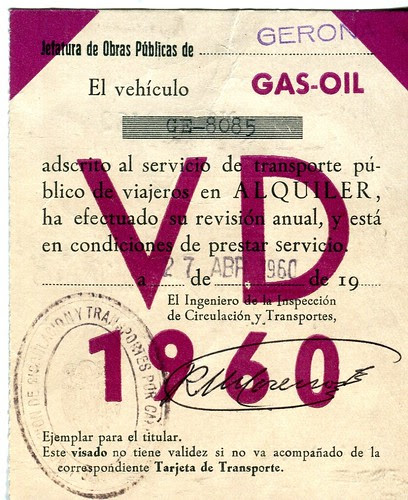 Jefatura de Obras Públicas de GERONA
El vehículo GAS-OIL
GE-8085
adscrito al servicio de transporte pú-
blico de viajeros en ALQUILER,
ha efectuado su revisión anual, y está
en condiciones de prestar servicio.
VD
a 27 de ABR 1960 de 19
El Ingeniero de la Inspección
de Circulación y Transportes,
1960
Y TRANSPORTES POR
Ejemplar para el titular.
Este visado no tiene validez si no va acompañado de la
correspondiente Tarjeta de Transporte.